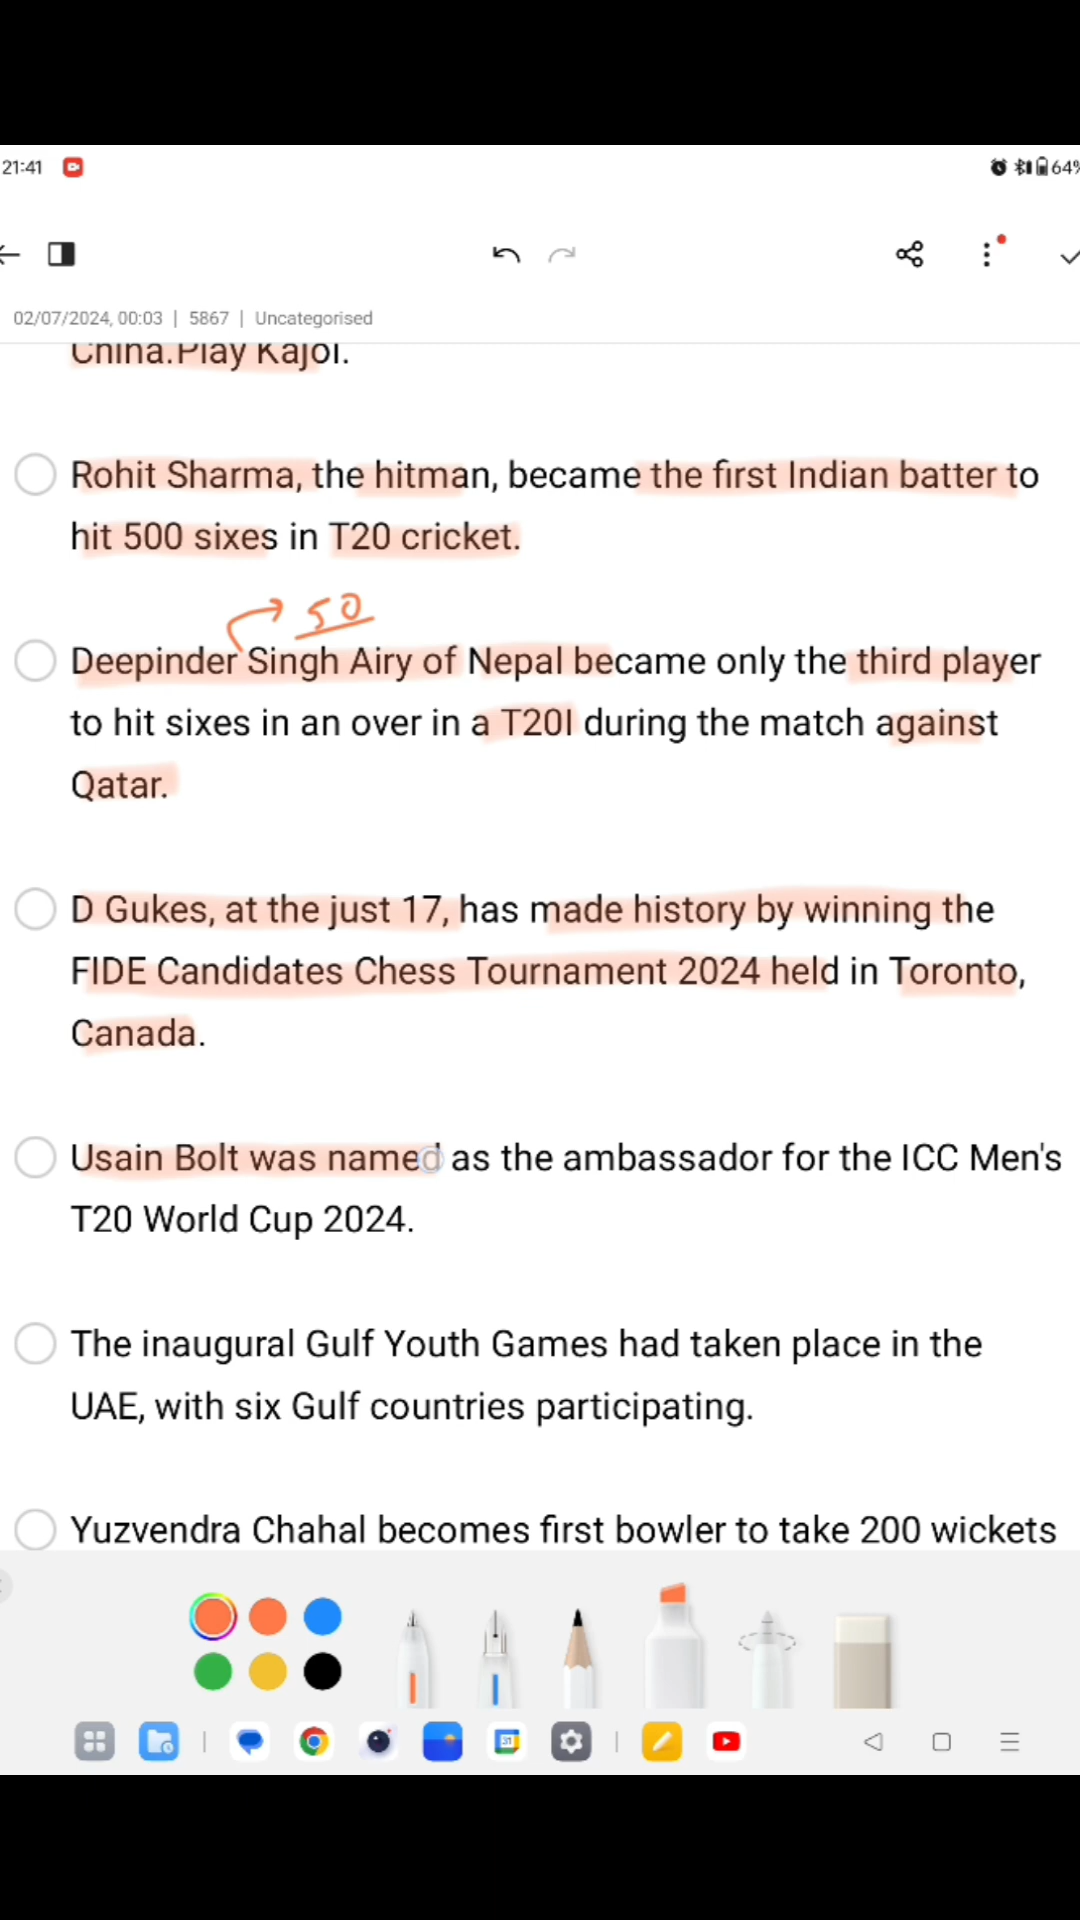 21:41
64%
02/07/2024, 00:03 | 5867 | Uncategorised
China.Play Kajol.
Rohit Sharma, the hitman, became the first Indian batter to
hit 500 sixes in T20 cricket.
50
Deepinder Singh Airy of Nepal became only the third player
to hit sixes in an over in a T20I during the match against
Qatar.
D Gukes, at the just 17, has made history by winning the
FIDE Candidates Chess Tournament 2024 held in Toronto,
Canada.
Usain Bolt was named as the ambassador for the ICC Men's
T20 World Cup 2024.
The inaugural Gulf Youth Games had taken place in the
UAE, with six Gulf countries participating.
Yuzvendra Chahal becomes first bowler to take 200 wickets
31